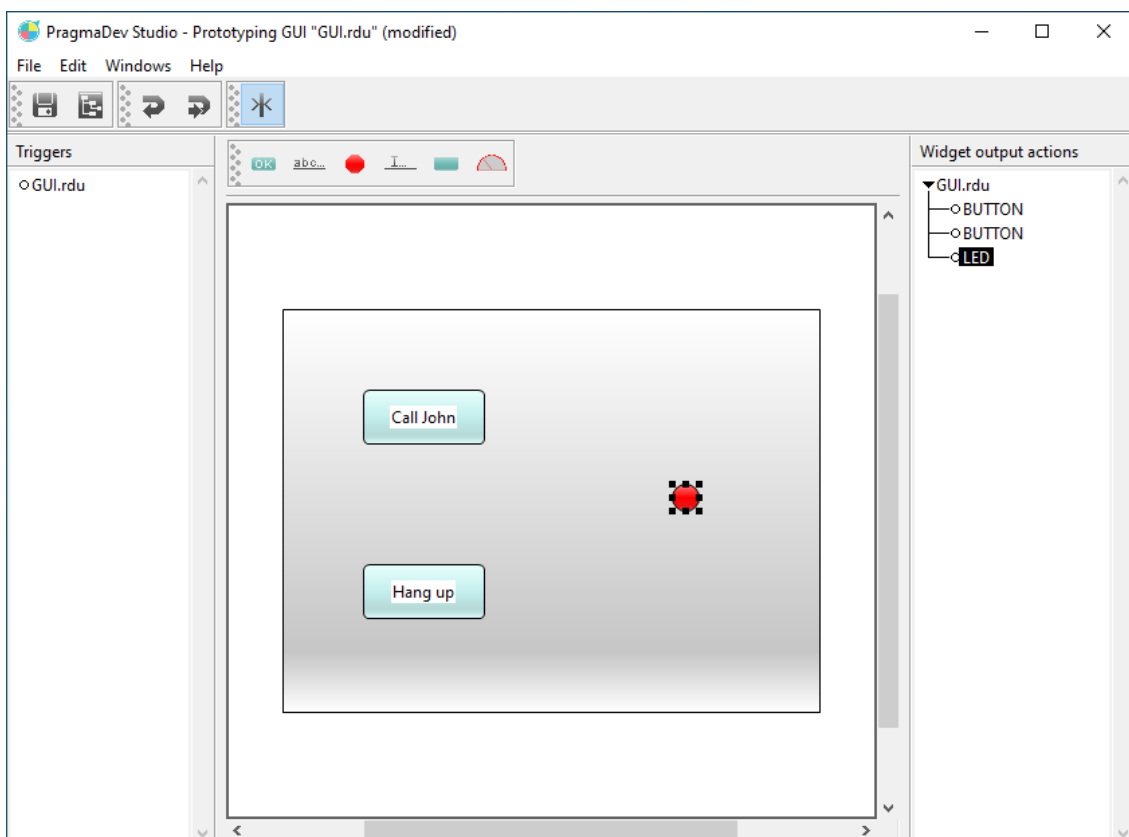 PragmaDev Studio - Prototyping GUI "GUI.rdu" (modified)
File Edit Windows Help
Triggers
GUI.rdu
OK abc... I...
Widget output actions
GUI.rdu
BUTTON
BUTTON
LED
Call John
Hang up